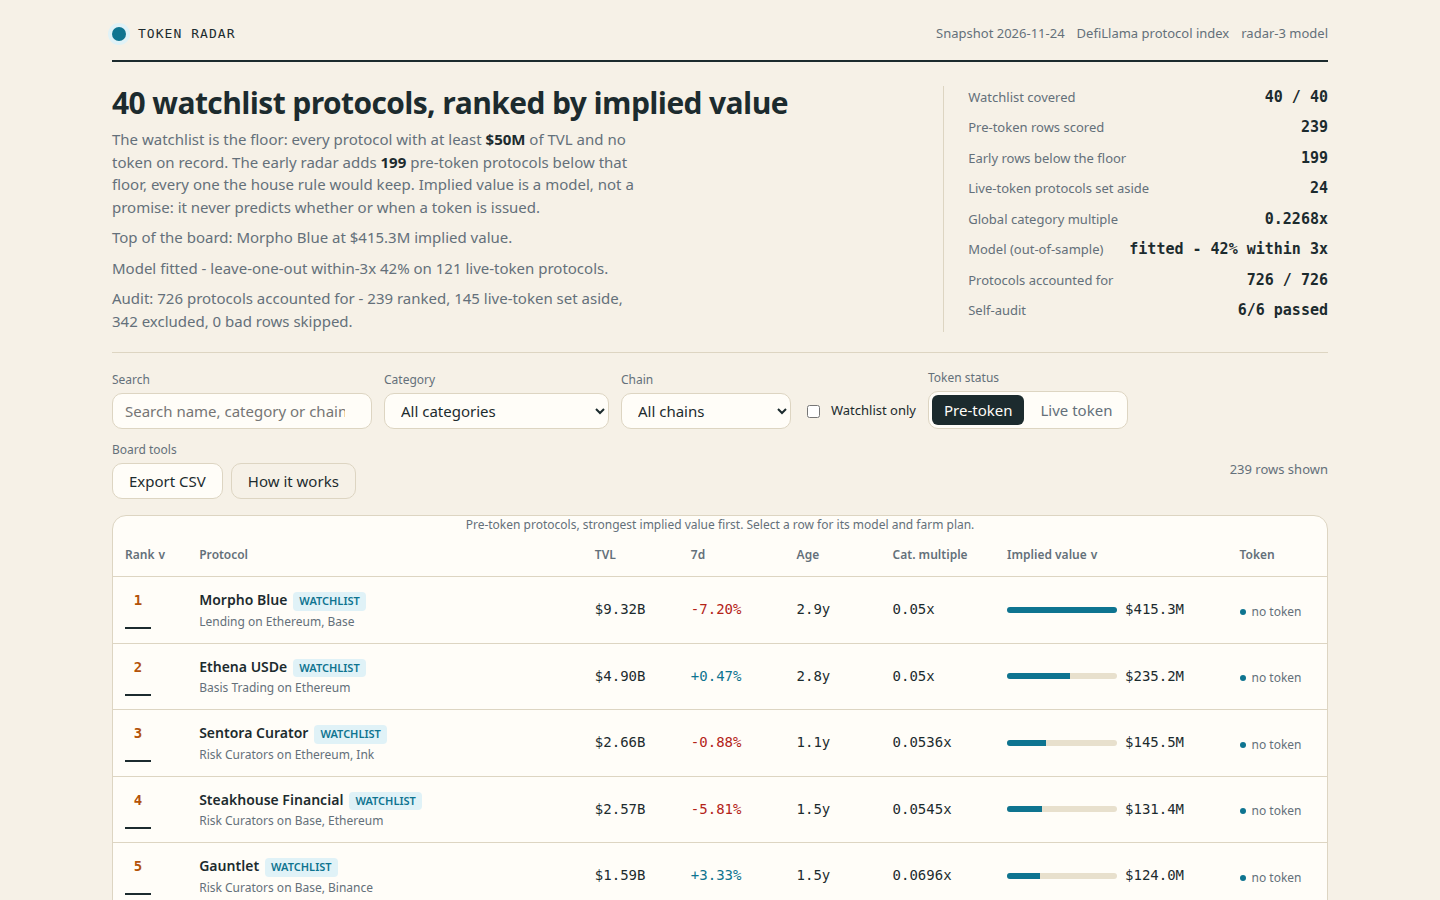 TOKEN RADAR
Snapshot 2026-11-24 DefiLlama protocol index radar-3 model
40 watchlist protocols, ranked by implied value
The watchlist is the floor: every protocol with at least $50M of TVL and no
token on record. The early radar adds 199 pre-token protocols below that
floor, every one the house rule would keep. Implied value is a model, not a
promise: it never predicts whether or when a token is issued.
Top of the board: Morpho Blue at $415.3M implied value.
Model fitted - leave-one-out within-3x 42% on 121 live-token protocols.
Audit: 726 protocols accounted for - 239 ranked, 145 live-token set aside,
342 excluded, 0 bad rows skipped.
Watchlist covered 40 / 40
Pre-token rows scored 239
Early rows below the floor 199
Live-token protocols set aside 24
Global category multiple 0.2268x
Model (out-of-sample) fitted - 42% within 3x
Protocols accounted for 726 / 726
Self-audit 6/6 passed
Search
Search name, category or chain
Category
All categories
Chain
All chains
Watchlist only
Token status
Pre-token Live token
Board tools
Export CSV How it works
239 rows shown
Pre-token protocols, strongest implied value first. Select a row for its model and farm plan.
Rank v Protocol TVL 7d Age Cat. multiple Implied value v Token
1 Morpho Blue WATCHLIST $9.32B -7.20% 2.9y 0.05x $415.3M no token
Lending on Ethereum, Base
2 Ethena USDe WATCHLIST $4.90B +0.47% 2.8y 0.05x $235.2M no token
Basis Trading on Ethereum
3 Sentora Curator WATCHLIST $2.66B -0.88% 1.1y 0.0536x $145.5M no token
Risk Curators on Ethereum, Ink
4 Steakhouse Financial WATCHLIST $2.57B -5.81% 1.5y 0.0545x $131.4M no token
Risk Curators on Base, Ethereum
5 Gauntlet WATCHLIST $1.59B +3.33% 1.5y 0.0696x $124.0M no token
Risk Curators on Base, Binance